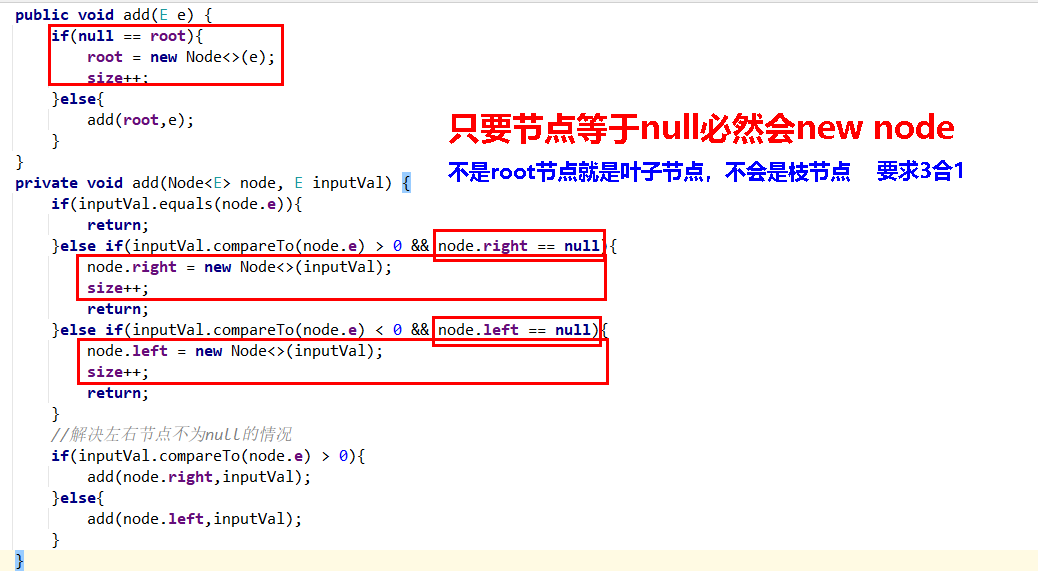 public void add(E e) {
if(null == root){
root = new Node<>(e);
size++;
}else{
add(root,e);
}
}
只要节点等于null必然会new node
不是root节点就是叶子节点，不会是枝节点 要求3合1
private void add(Node<E> node, E inputVal) {
if(inputVal.equals(node.e)){
return;
}else if(inputVal.compareTo(node.e) > 0 && node.right == null){
node.right = new Node<>(inputVal);
size++;
return;
}else if(inputVal.compareTo(node.e) < 0 && node.left == null){
node.left = new Node<>(inputVal);
size++;
return;
}
//解决左右节点不为null的情况
if(inputVal.compareTo(node.e) > 0){
add(node.right,inputVal);
}else{
add(node.left,inputVal);
}
}